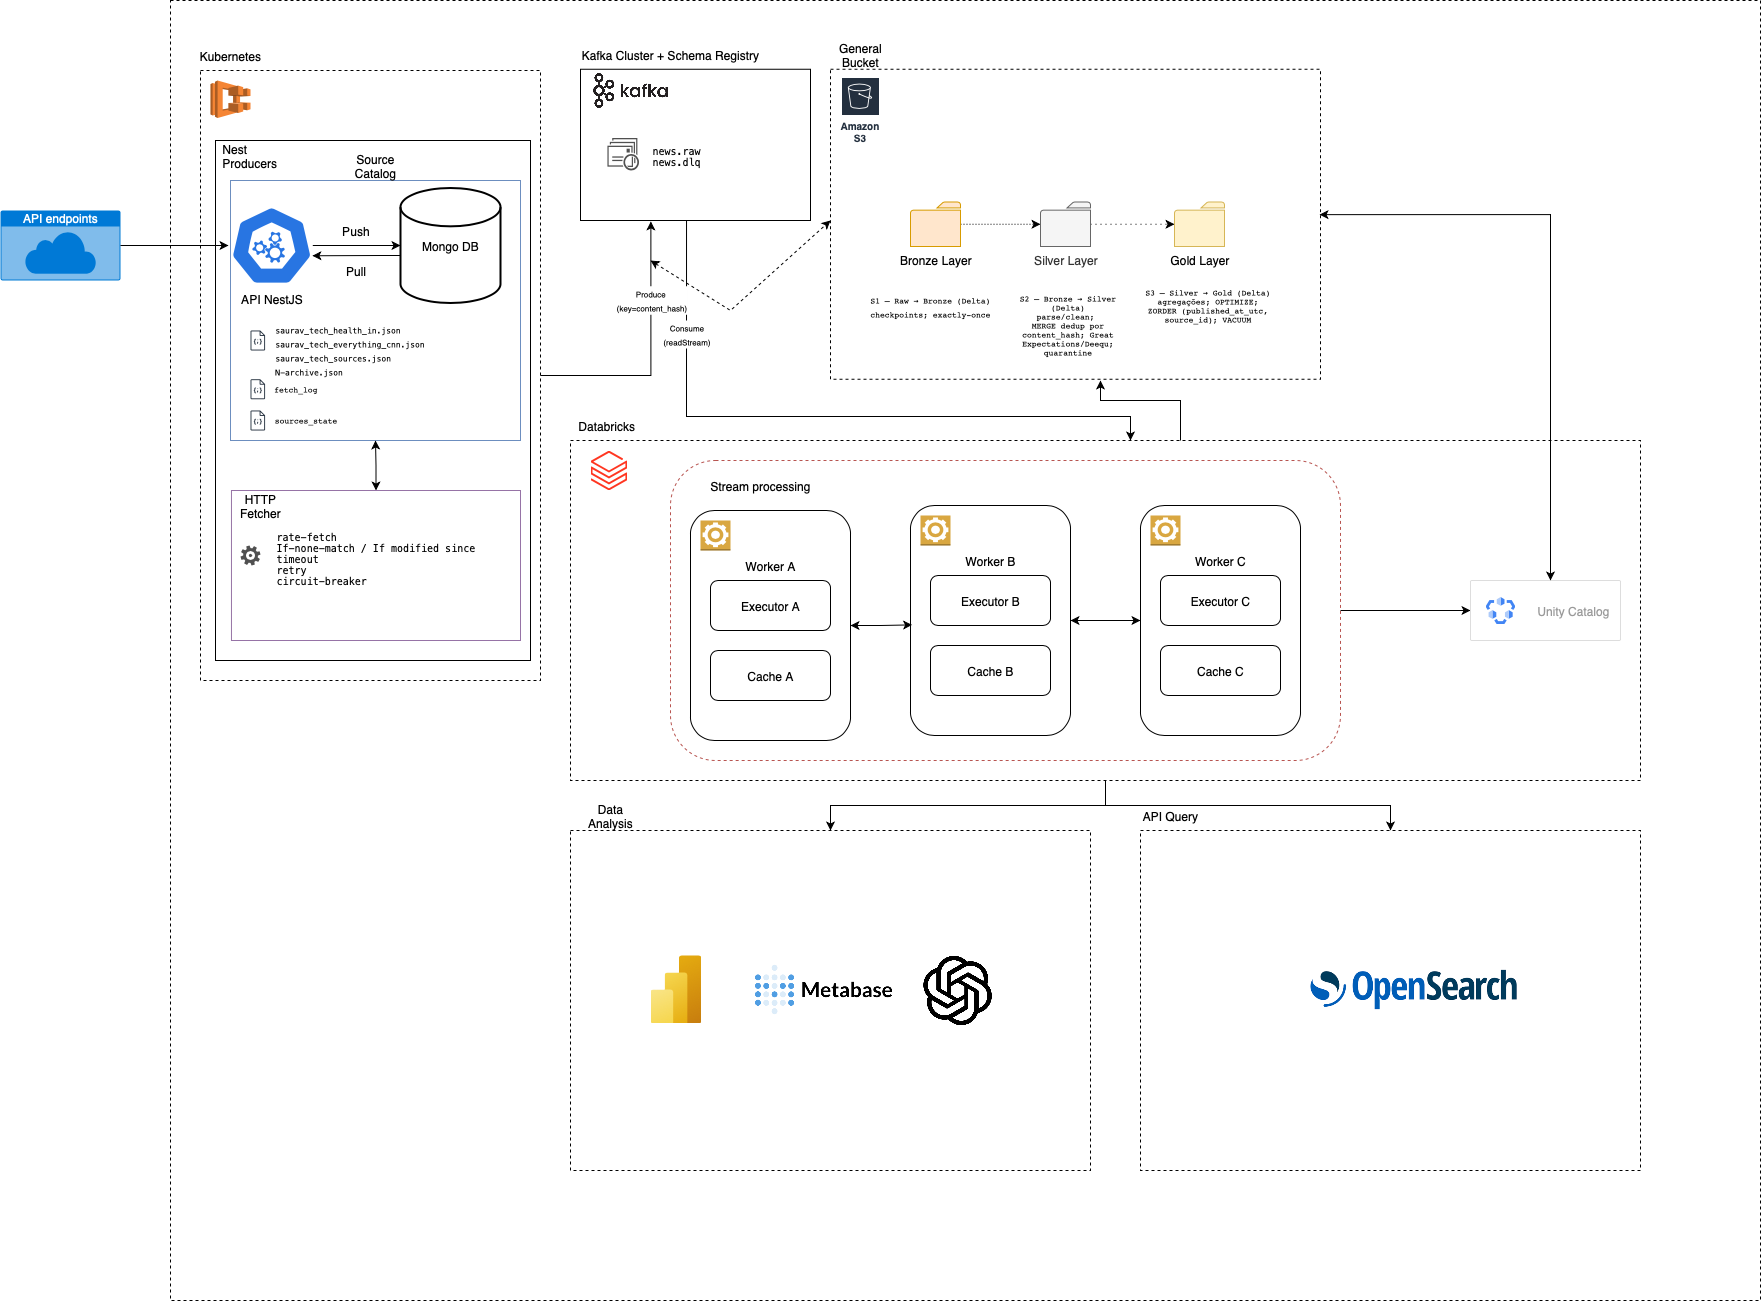 Kubernetes
Nest
Producers
Source
Catalog
API endpoints
Push
Pull
Mongo DB
API NestJS
saurav_tech_health_in.json
saurav_tech_everything_cnn.json
saurav_tech_sources.json
N-archive.json
fetch_log
sources_state
HTTP
Fetcher
rate-fetch
If-none-match / If modified since
timeout
retry
circuit-breaker
Kafka Cluster + Schema Registry
kafka
news.raw
news.dlq
Produce
(key=content_hash)
Consume
(readStream)
General
Bucket
Amazon
S3
Bronze Layer
Silver Layer
Gold Layer
S1 — Raw → Bronze (Delta)
checkpoints; exactly-once
S2 — Bronze → Silver
(Delta)
parse/clean;
MERGE dedup por
content_hash; Great
Expectations/Deequ;
quarantine
S3 — Silver → Gold (Delta)
agregações; OPTIMIZE;
ZORDER (published_at_utc,
source_id); VACUUM
Databricks
Stream processing
Worker A
Executor A
Cache A
Worker B
Executor B
Cache B
Worker C
Executor C
Cache C
Unity Catalog
Data
Analysis
Metabase
API Query
OpenSearch